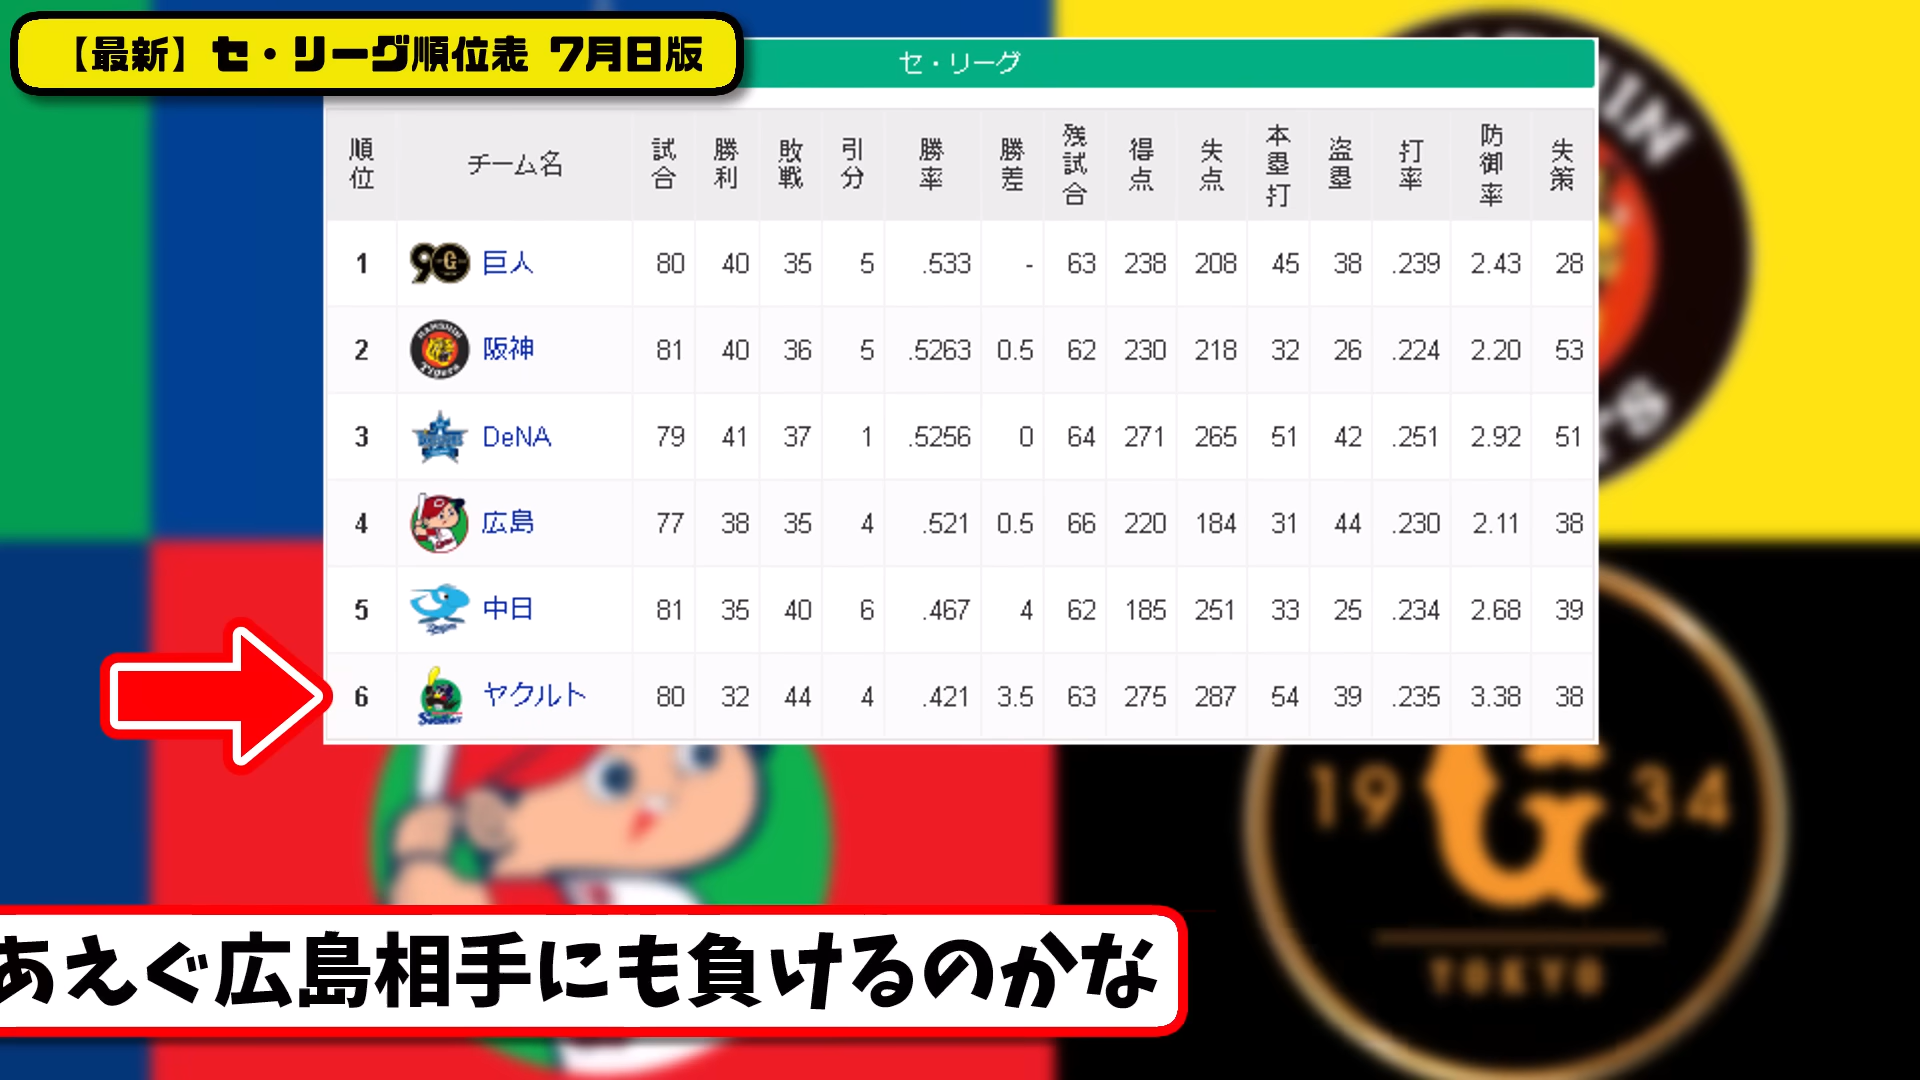 【最新】セ・リーグ順位表 7月日版
セ・リーグ
順位 チーム名 試合 勝利 敗戦 引分 勝率 勝差 残試合 得点 失点 本塁打 盗塁 打率 防御率 失策
1 巨人 80 40 35 5 .533 - 63 238 208 45 38 .239 2.43 28
2 阪神 81 40 36 5 .5263 0.5 62 230 218 32 26 .224 2.20 53
3 DeNA 79 41 37 1 .5256 0 64 271 265 51 42 .251 2.92 51
4 広島 77 38 35 4 .521 0.5 66 220 184 31 44 .230 2.11 38
5 中日 81 35 40 6 .467 4 62 185 251 33 25 .234 2.68 39
6 ヤクルト 80 32 44 4 .421 3.5 63 275 287 54 39 .235 3.38 38
19 G 34
TOKYO
あえぐ広島相手にも負けるのかな